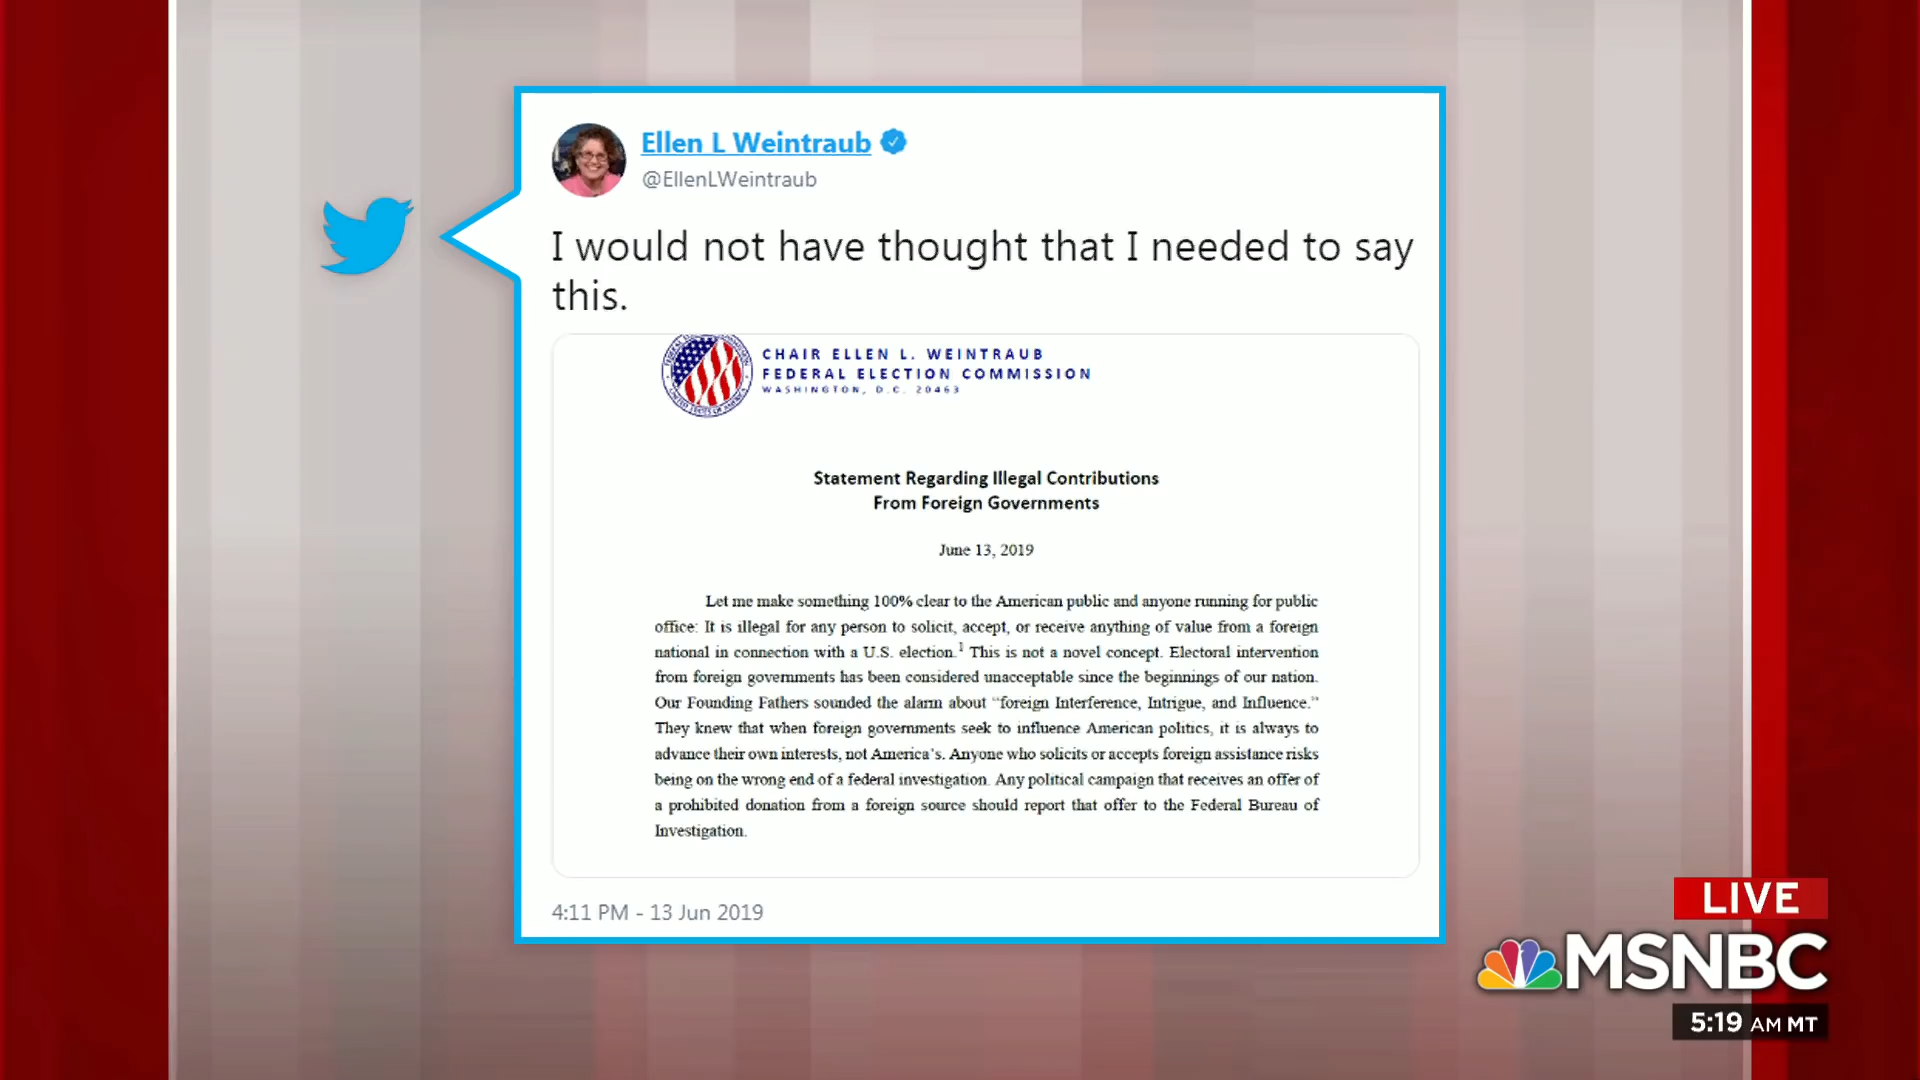 Ellen L Weintraub
@EllenLWeintraub
I would not have thought that I needed to say
this.
CHAIR ELLEN L. WEINTRAUB
FEDERAL ELECTION COMMISSION
WASHINGTON, D.C. 20463
Statement Regarding Illegal Contributions
From Foreign Governments
June 13, 2019
Let me make something 100% clear to the American public and anyone running for public
office: It is illegal for any person to solicit, accept, or receive anything of value from a foreign
national in connection with a U.S. election.1 This is not a novel concept. Electoral intervention
from foreign governments has been considered unacceptable since the beginnings of our nation.
Our Founding Fathers sounded the alarm about “foreign Interference, Intrigue, and Influence.”
They knew that when foreign governments seek to influence American politics, it is always to
advance their own interests, not America’s. Anyone who solicits or accepts foreign assistance risks
being on the wrong end of a federal investigation. Any political campaign that receives an offer of
a prohibited donation from a foreign source should report that offer to the Federal Bureau of
Investigation.
4:11 PM - 13 Jun 2019
LIVE
MSNBC
5:19 AM MT